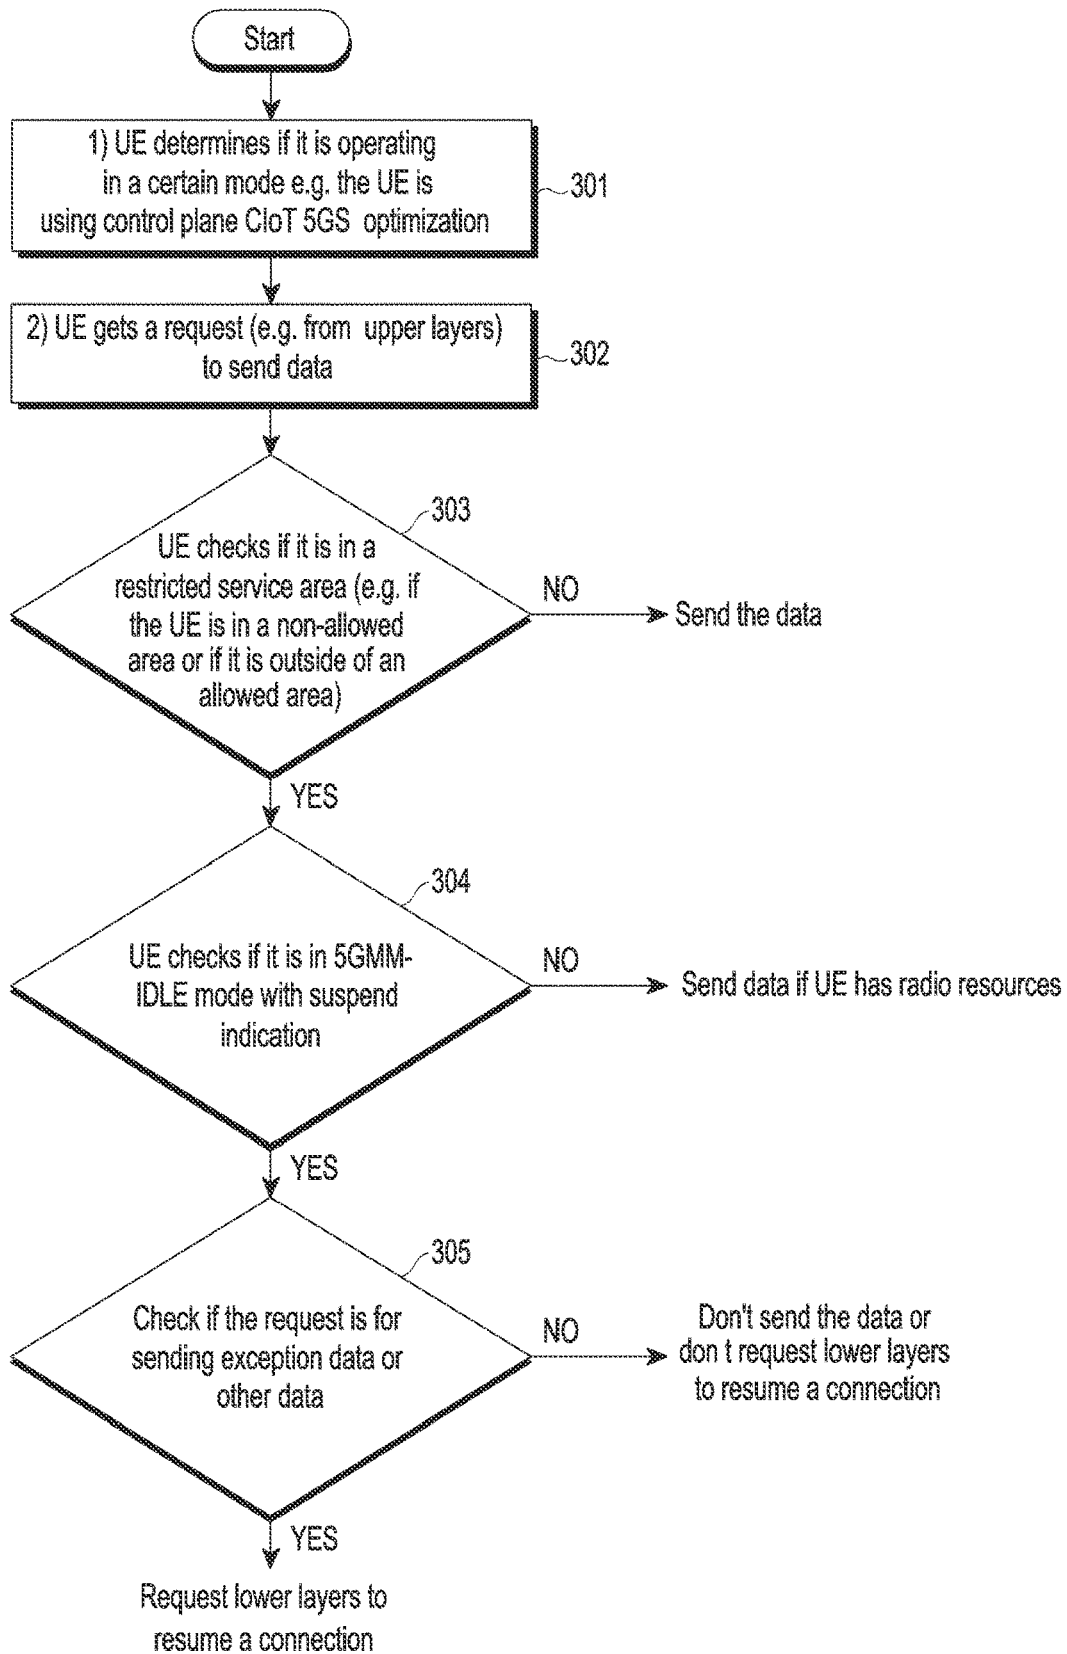 Start
1) UE determines if it is operating
in a certain mode e.g. the UE is
using control plane CIoT 5GS optimization
301
2) UE gets a request (e.g. from upper layers)
to send data
302
303
UE checks if it is in a
restricted service area (e.g. if
the UE is in a non-allowed
area or if it is outside of an
allowed area)
NO
Send the data
YES
304
UE checks if it is in 5GMM-
IDLE mode with suspend
indication
NO
Send data if UE has radio resources
YES
305
Check if the request is for
sending exception data or
other data
NO
Don't send the data or
don t request lower layers
to resume a connection
YES
Request lower layers to
resume a connection